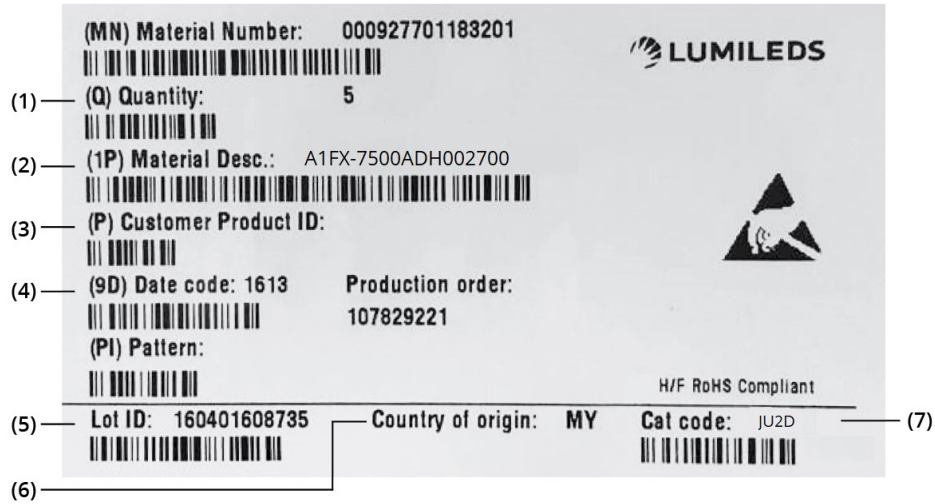 (MN) Material Number: 000927701183201
LUMILEDS
(1) (Q) Quantity: 5
(2) (1P) Material Desc.: A1FX-7500ADH002700
(3) (P) Customer Product ID:
(4) (9D) Date code: 1613 Production order:
107829221
(PI) Pattern:
H/F RoHS Compliant
(5) Lot ID: 160401608735 Country of origin: MY Cat code: JU2D (7)
(6)